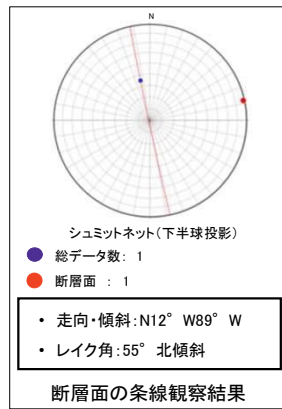 N
シュミットネット(下半球投影)
総データ数: 1
断層面 : 1
• 走向・傾斜:N12° W89° W
• レイク角:55° 北傾斜
断層面の条線観察結果